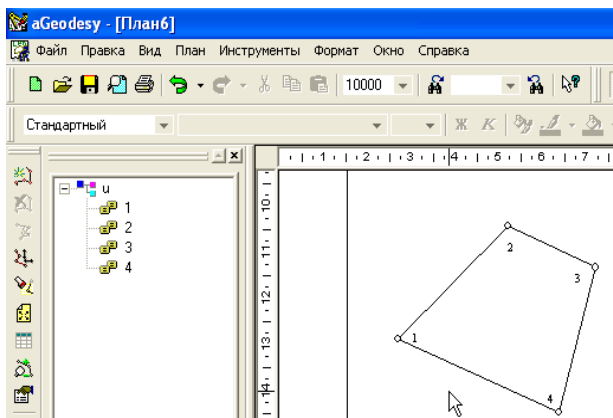 aGeodesy - [План6]
Файл Правка Вид План Инструменты Формат Окно Справка
10000
Стандартный Ж К
1 2 3 4 5 6 7
u
1
2
3
4
10
11
12
13
14
2
3
1
4